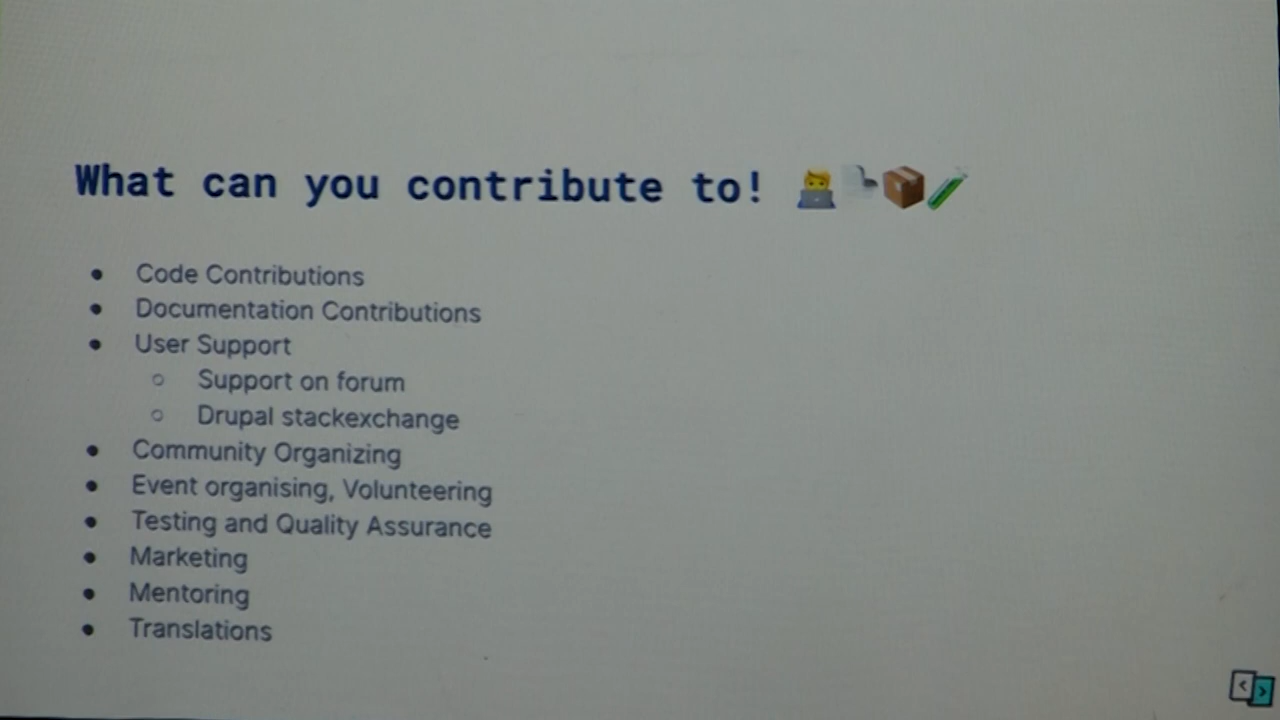 What can you contribute to! 👨‍💻📄📦🧪
● Code Contributions
● Documentation Contributions
● User Support
○ Support on forum
○ Drupal stackexchange
● Community Organizing
● Event organising, Volunteering
● Testing and Quality Assurance
● Marketing
● Mentoring
● Translations